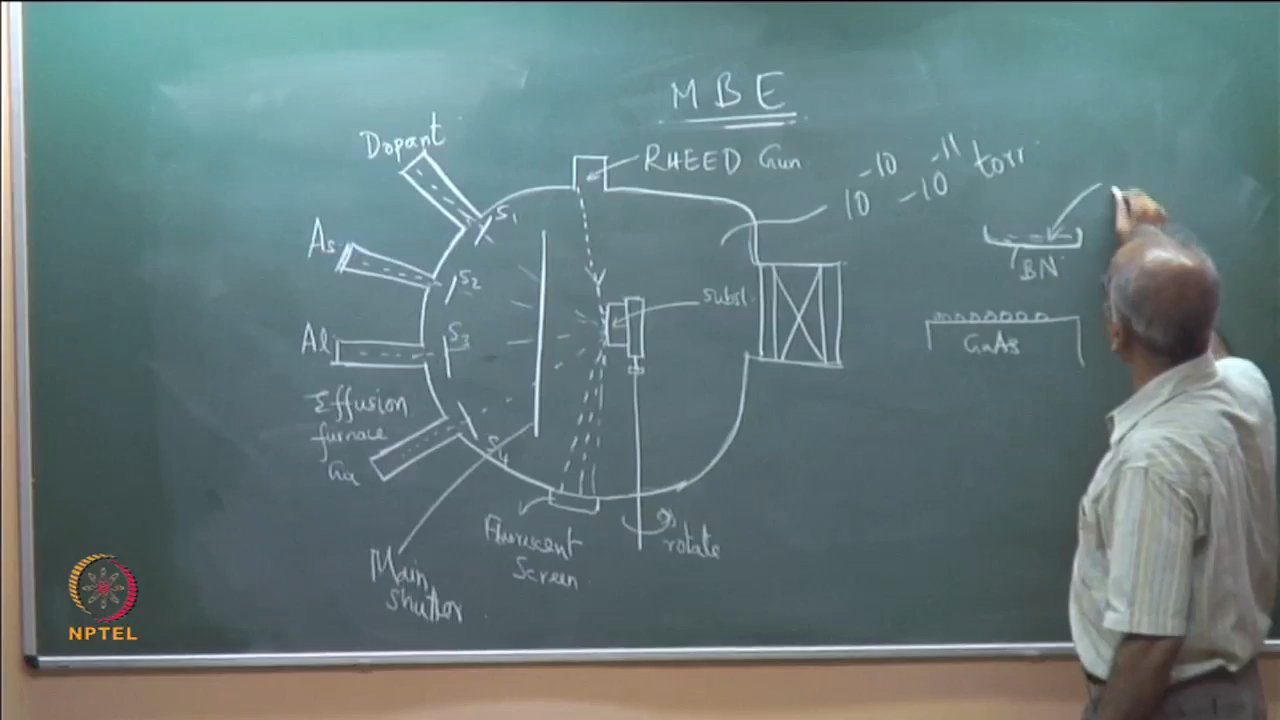 MBE
Dopant
RHEED Gun
10⁻¹⁰ - 10⁻¹¹ torr
As
S1
S2
BN
subst.
Al
S3
GaAs
Effusion
furnace
Ga
S4
Flurescent
Screen
rotate
Main
Shutter
NPTEL